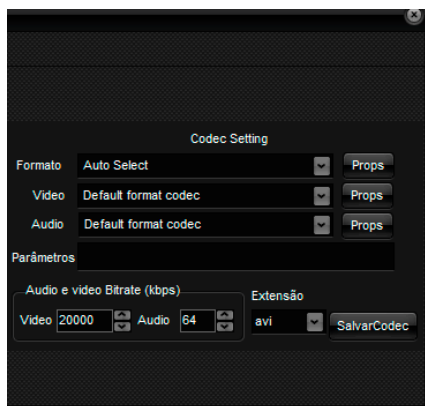 Codec Setting
Formato Auto Select Props
Video Default format codec Props
Audio Default format codec Props
Parâmetros
Audio e video Bitrate (kbps) Extensão
Video 20000 Audio 64 avi SalvarCodec